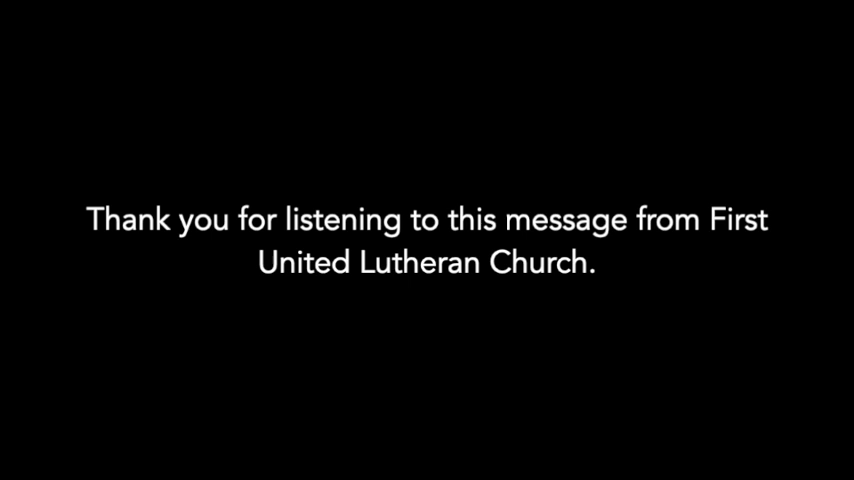 Thank you for listening to this message from First
United Lutheran Church.